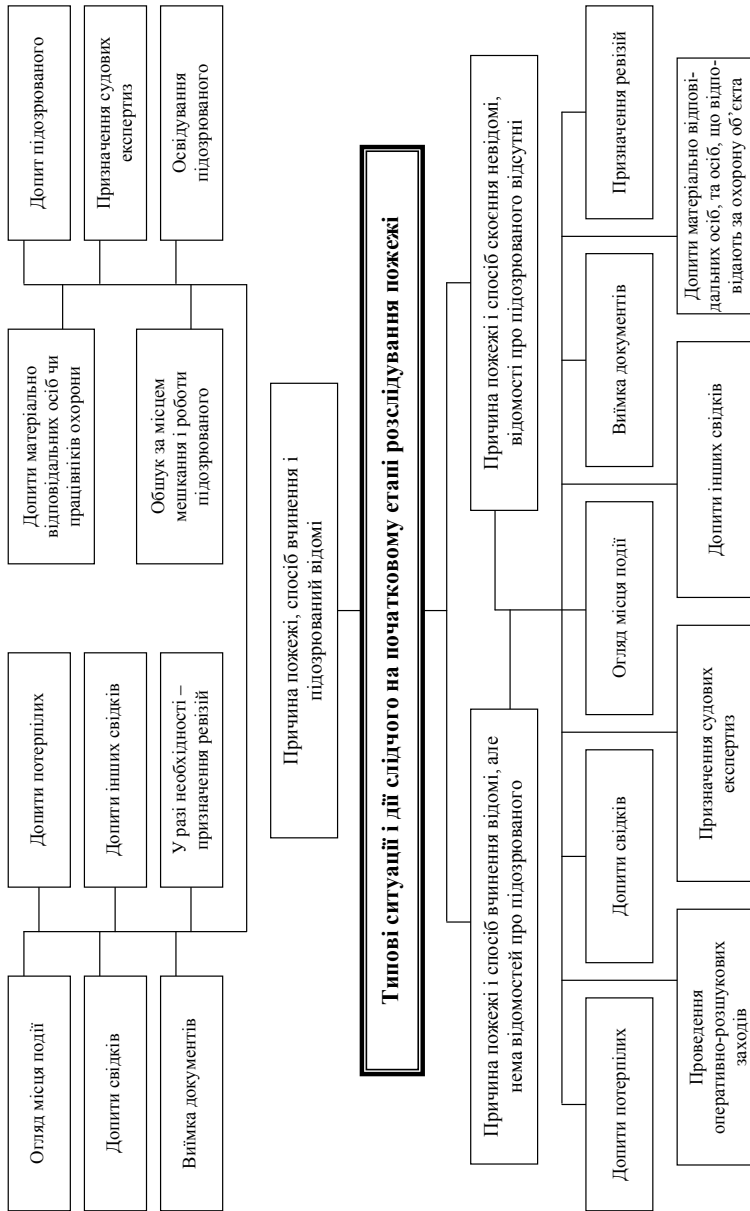 Огляд місця події
Допити потерпілих
Допити матеріально
відповідальних осіб чи
працівників охорони
Допит підозрюваного
Допити свідків
Допити інших свідків
Обшук за місцем
мешкання і роботи
підозрюваного
Призначення судових
експертиз
Виїмка документів
У разі необхідності –
призначення ревізій
Освідування
підозрюваного
Причина пожежі, спосіб вчинення і
підозрюваний відомі
Типові ситуації і дії слідчого на початковому етапі розслідування пожежі
Причина пожежі і спосіб вчинення відомі, але
нема відомостей про підозрюваного
Причина пожежі і спосіб скоєння невідомі,
відомості про підозрюваного відсутні
Допити потерпілих
Допити свідків
Огляд місця події
Виїмка документів
Призначення ревізій
Проведення
оперативно-розшукових
заходів
Призначення судових
експертиз
Допити інших свідків
Допити матеріально відпові-
дальних осіб, та осіб, що відпо-
відають за охорону об’єкта